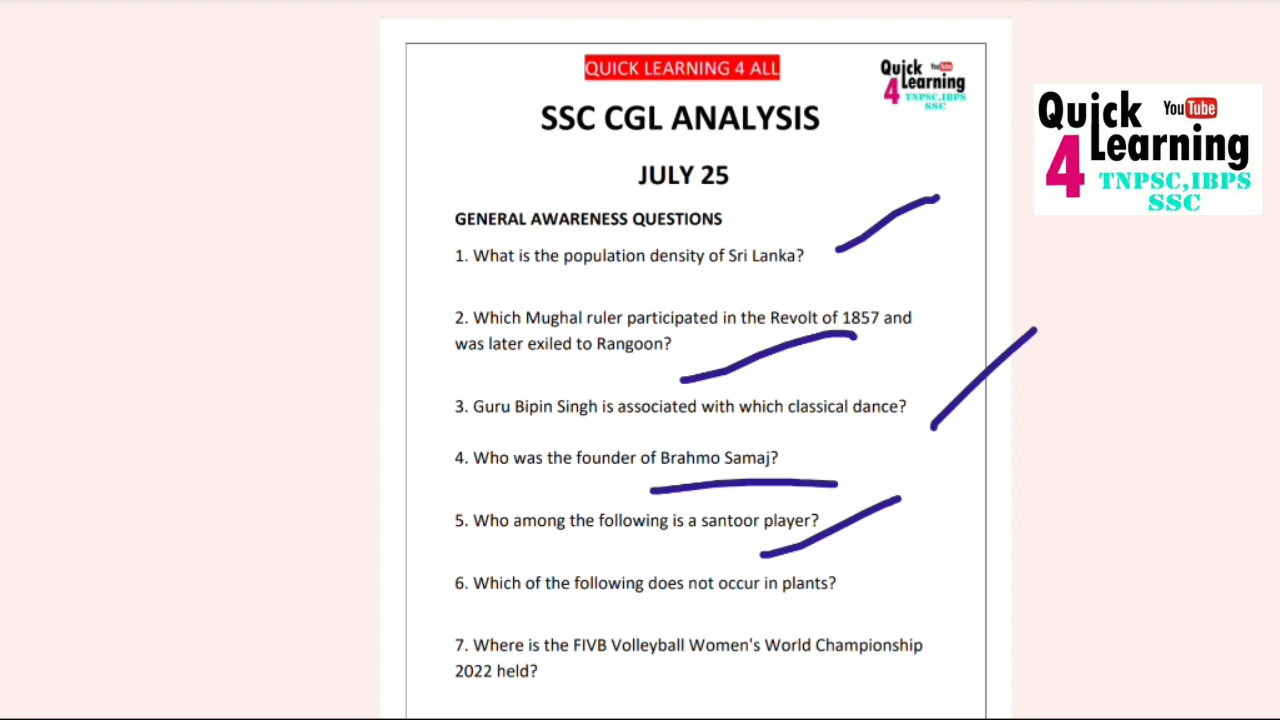 QUICK LEARNING 4 ALL
Quick YouTube
4 Learning
TNPSC,IBPS
SSC
SSC CGL ANALYSIS
JULY 25
GENERAL AWARENESS QUESTIONS
1. What is the population density of Sri Lanka?
2. Which Mughal ruler participated in the Revolt of 1857 and
was later exiled to Rangoon?
3. Guru Bipin Singh is associated with which classical dance?
4. Who was the founder of Brahmo Samaj?
5. Who among the following is a santoor player?
6. Which of the following does not occur in plants?
7. Where is the FIVB Volleyball Women's World Championship
2022 held?
Quick YouTube
4 Learning
TNPSC,IBPS
SSC